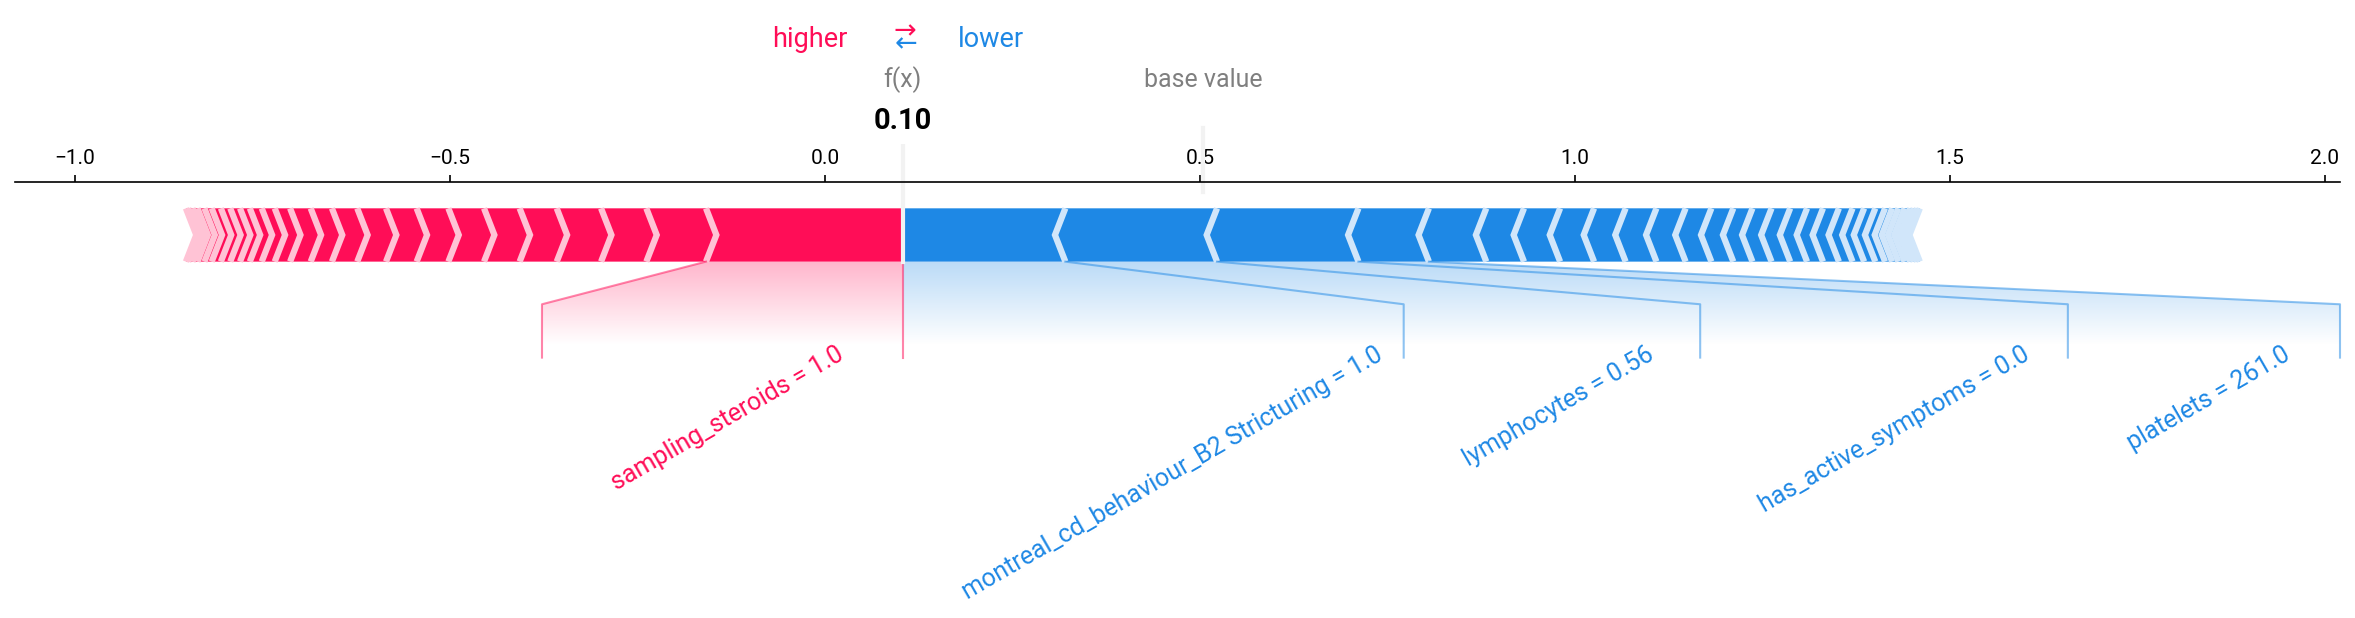 higher ⇄ lower
f(x) base value
0.10
−1.0 −0.5 0.0 0.5 1.0 1.5 2.0
sampling_steroids = 1.0
montreal_cd_behaviour_B2 Stricturing = 1.0
lymphocytes = 0.56
has_active_symptoms = 0.0
platelets = 261.0